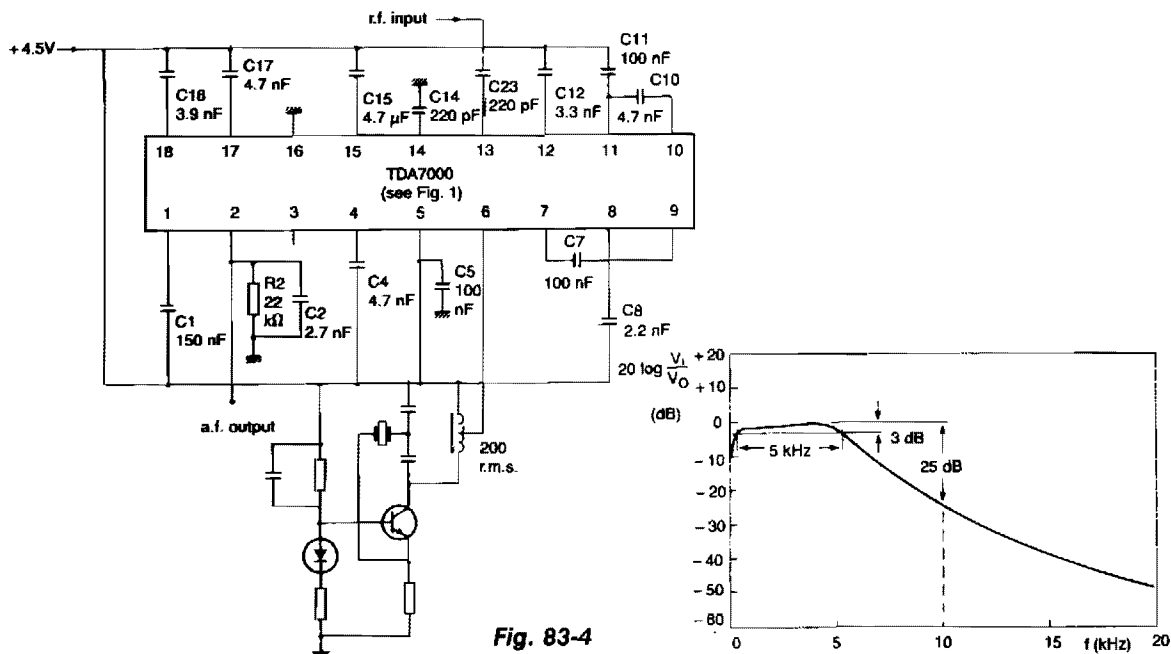 r.f. input
+ 4.5V
C18
3.9 nF
C17
4.7 nF
C15
4.7 µF
C14
220 pF
C23
220 pF
C12
3.3 nF
C11
100 nF
C10
4.7 nF
18 17 16 15 14 13 12 11 10
TDA7000
(see Fig. 1)
1 2 3 4 5 6 7 8 9
C1
150 nF
R2
22
kΩ
C2
2.7 nF
C4
4.7 nF
C5
100
nF
C7
100 nF
C8
2.2 nF
a.f. output
200
r.m.s.
Fig. 83-4
20 log V_i/V_O
(dB)
+20
+10
0
-10
-20
-30
-40
-50
-60
3 dB
5 kHz
25 dB
0 5 10 15 f (kHz) 20